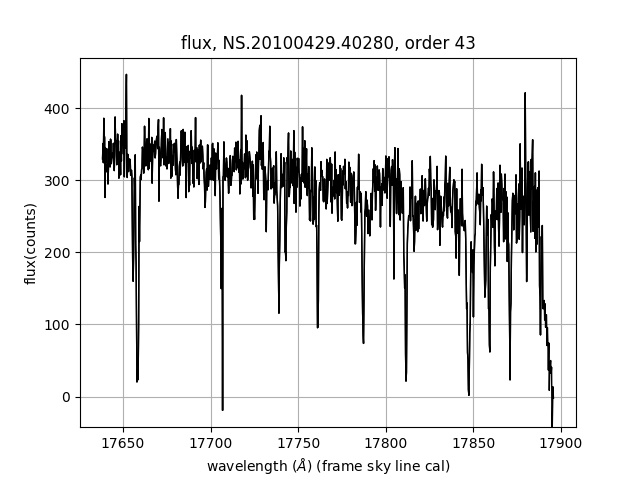 flux, NS.20100429.40280, order 43
flux(counts)
400
300
200
100
0
17650 17700 17750 17800 17850 17900
wavelength (Å) (frame sky line cal)